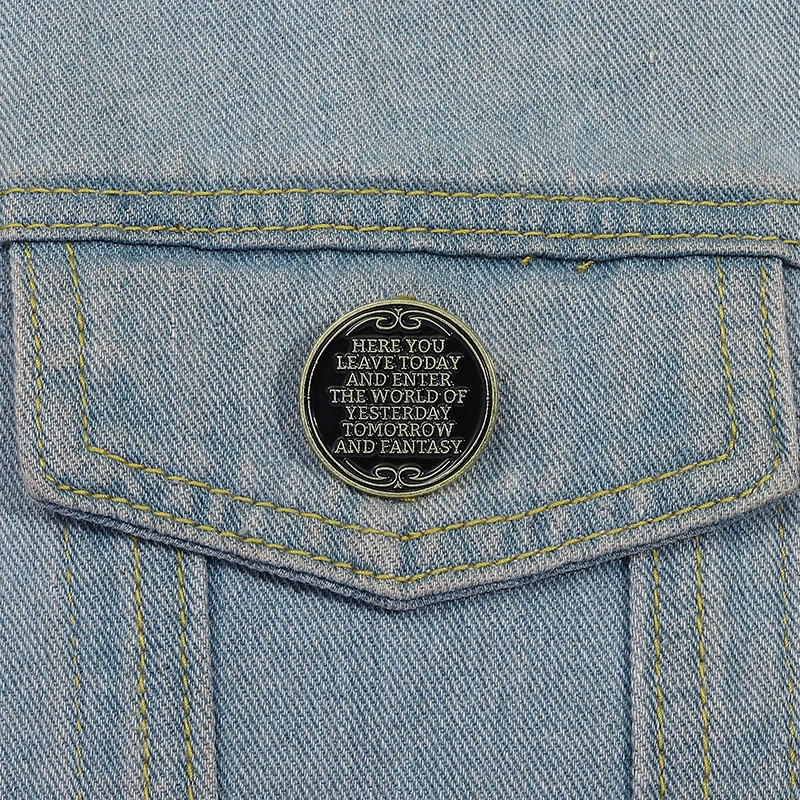 HERE YOU
LEAVE TODAY
AND ENTER
THE WORLD OF
YESTERDAY
TOMORROW
AND FANTASY.